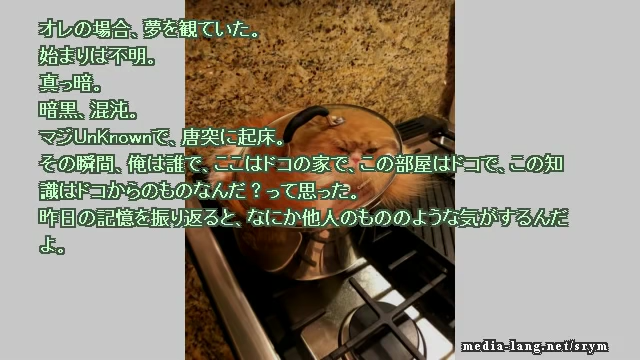 オレの場合、夢を観ていた。
始まりは不明。
真っ暗。
暗黒、混沌。
マジUnKnownで、唐突に起床。
その瞬間、俺は誰で、ここはドコの家で、この部屋はドコで、この知
識はドコからのものなんだ？って思った。
昨日の記憶を振り返ると、なにか他人のもののような気がするんだ
よ。
media-lang.net/srym